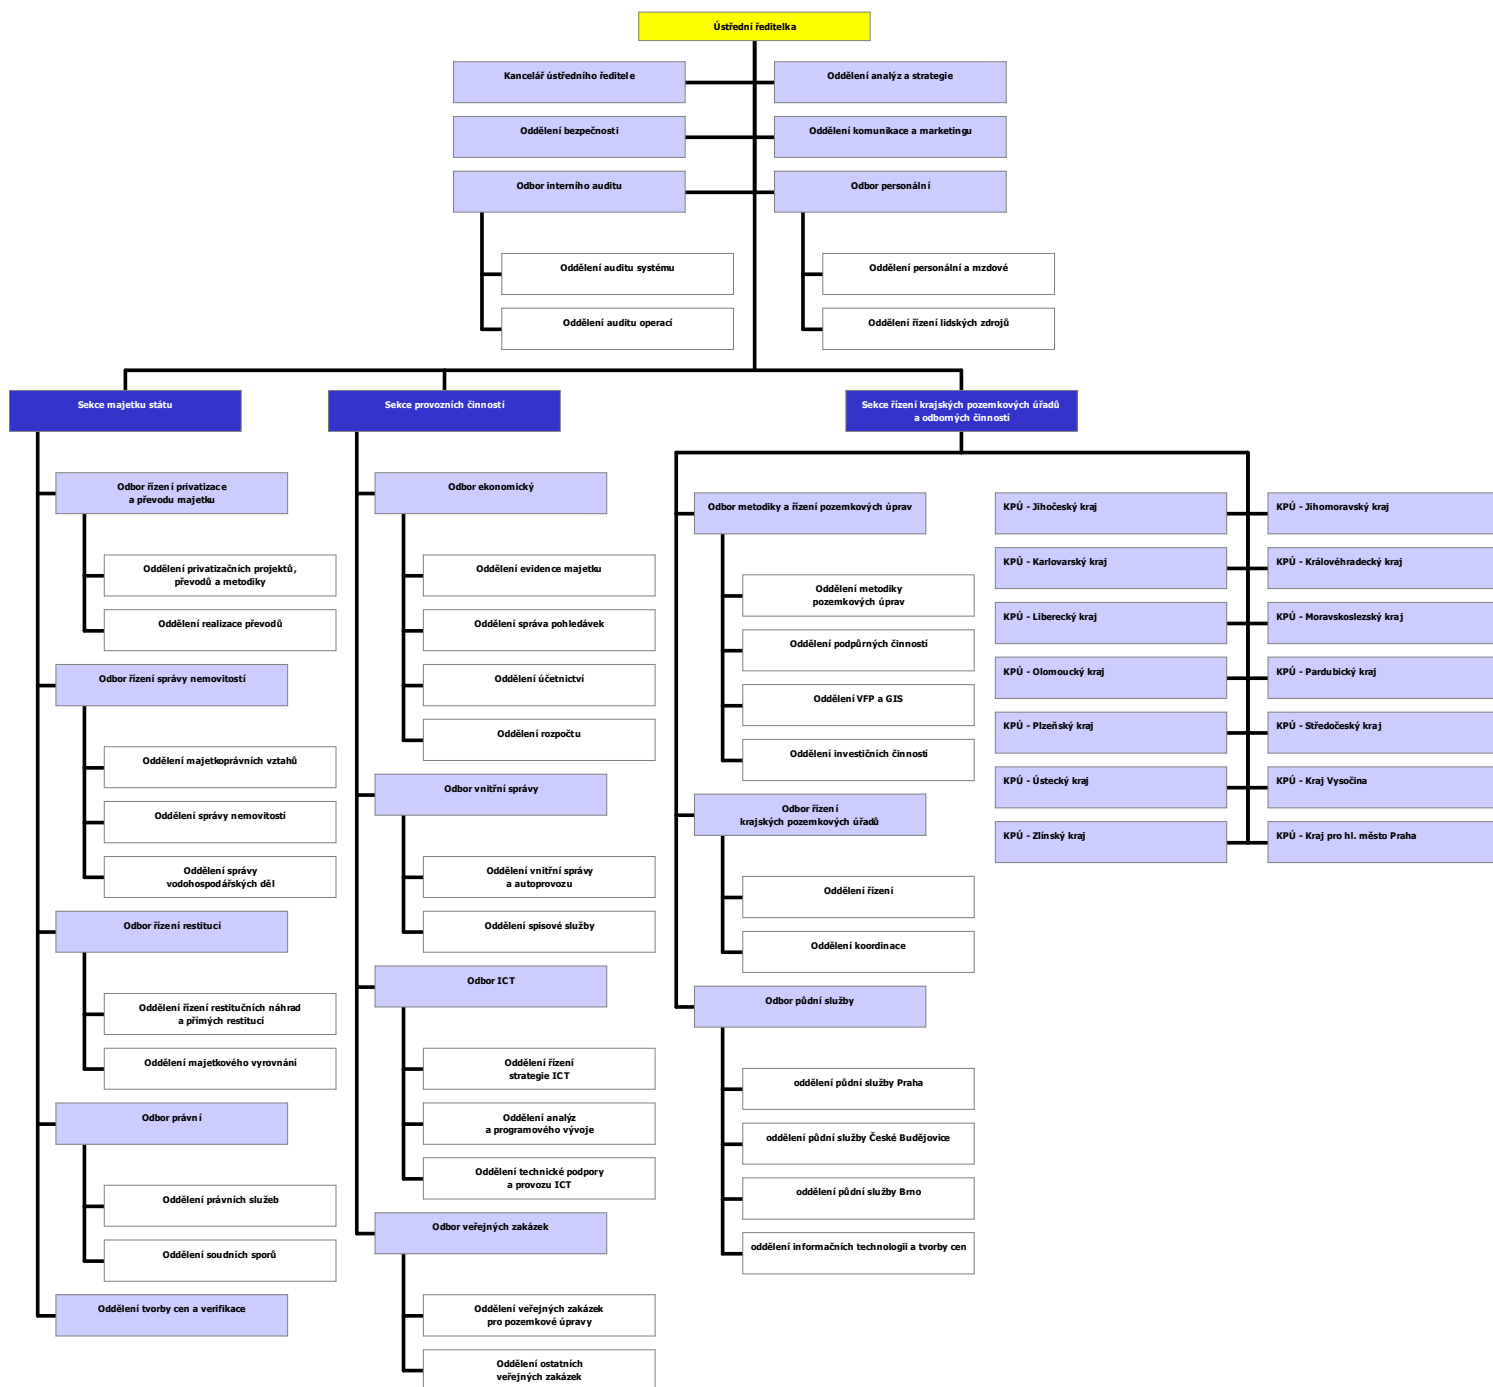 Ústřední ředitelka
Kancelář ústředního ředitele
Oddělení analýz a strategie
Oddělení bezpečnosti
Oddělení komunikace a marketingu
Odbor interního auditu
Odbor personální
Oddělení auditu systému
Oddělení personální a mzdové
Oddělení auditu operací
Oddělení řízení lidských zdrojů
Sekce majetku státu
Odbor řízení privatizace
a převodu majetku
Oddělení privatizačních projektů,
převodů a metodiky
Oddělení realizace převodů
Odbor řízení správy nemovitostí
Oddělení majetkoprávních vztahů
Oddělení správy nemovitostí
Oddělení správy
vodohospodářských děl
Odbor řízení restitucí
Oddělení řízení restitučních náhrad
a přímých restitucí
Oddělení majetkového vyrovnání
Odbor právní
Oddělení právních služeb
Oddělení soudních sporů
Oddělení tvorby cen a verifikace
Sekce provozních činností
Odbor ekonomický
Oddělení evidence majetku
Oddělení správa pohledávek
Oddělení účetnictví
Oddělení rozpočtu
Odbor vnitřní správy
Oddělení vnitřní správy
a autoprovozu
Oddělení spisové služby
Odbor ICT
Oddělení řízení
strategie ICT
Oddělení analýz
a programového vývoje
Oddělení technické podpory
a provozu ICT
Odbor veřejných zakázek
Oddělení veřejných zakázek
pro pozemkové úpravy
Oddělení ostatních
veřejných zakázek
Sekce řízení krajských pozemkových úřadů
a odborných činností
Odbor metodiky a řízení pozemkových úprav
Oddělení metodiky
pozemkových úprav
Oddělení podpůrných činností
Oddělení VFP a GIS
Oddělení investičních činností
Odbor řízení
krajských pozemkových úřadů
Oddělení řízení
Oddělení koordinace
Odbor půdní služby
oddělení půdní služby Praha
oddělení půdní služby České Budějovice
oddělení půdní služby Brno
oddělení informačních technologii a tvorby cen
KPÚ - Jihočeský kraj
KPÚ - Jihomoravský kraj
KPÚ - Karlovarský kraj
KPÚ - Královéhradecký kraj
KPÚ - Liberecký kraj
KPÚ - Moravskoslezský kraj
KPÚ - Olomoucký kraj
KPÚ - Pardubický kraj
KPÚ - Plzeňský kraj
KPÚ - Středočeský kraj
KPÚ - Ústecký kraj
KPÚ - Kraj Vysočina
KPÚ - Zlínský kraj
KPÚ - Kraj pro hl. město Praha